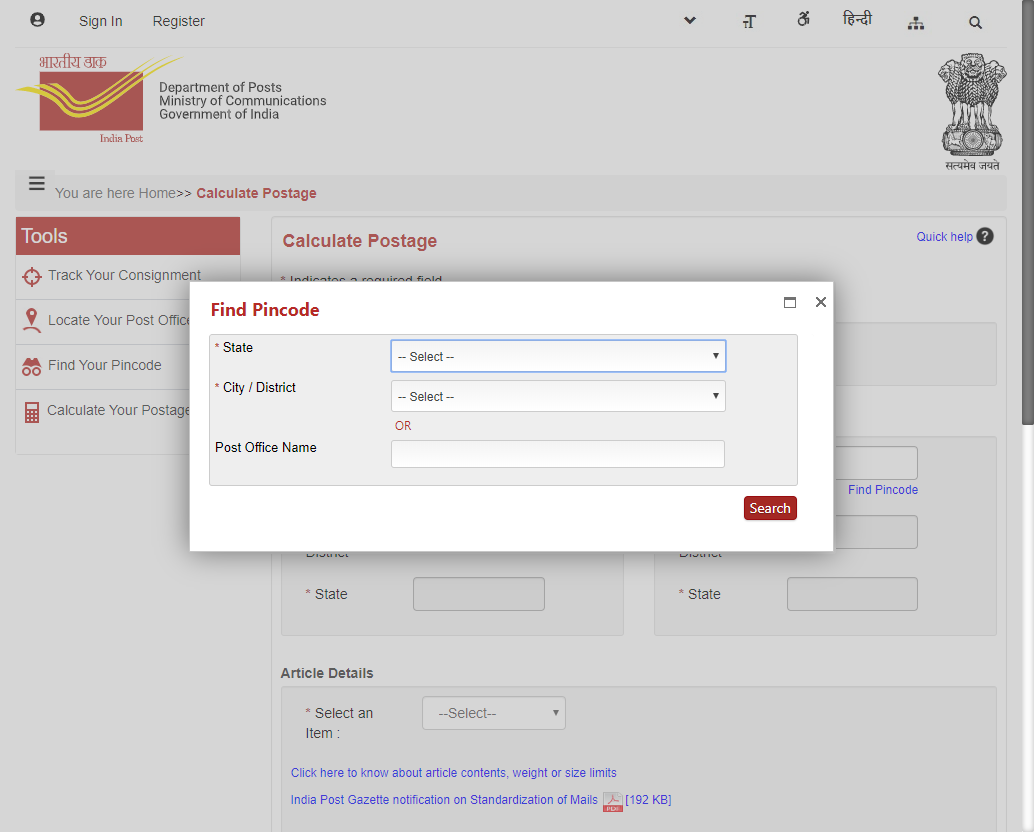 Sign In
Register
हिन्दी
भारतीय डाक
India Post
Department of Posts
Ministry of Communications
Government of India
सत्यमेव जयते
You are here Home>> Calculate Postage
Tools
Track Your Consignment
Locate Your Post Office
Find Your Pincode
Calculate Your Postage
Calculate Postage
Quick help ?
* Indicates a required field
Find Pincode
* State
-- Select --
* City / District
-- Select --
OR
Post Office Name
Search
Find Pincode
District
* State
District
* State
Article Details
* Select an
Item :
--Select--
Click here to know about article contents, weight or size limits
India Post Gazette notification on Standardization of Mails PDF [192 KB]